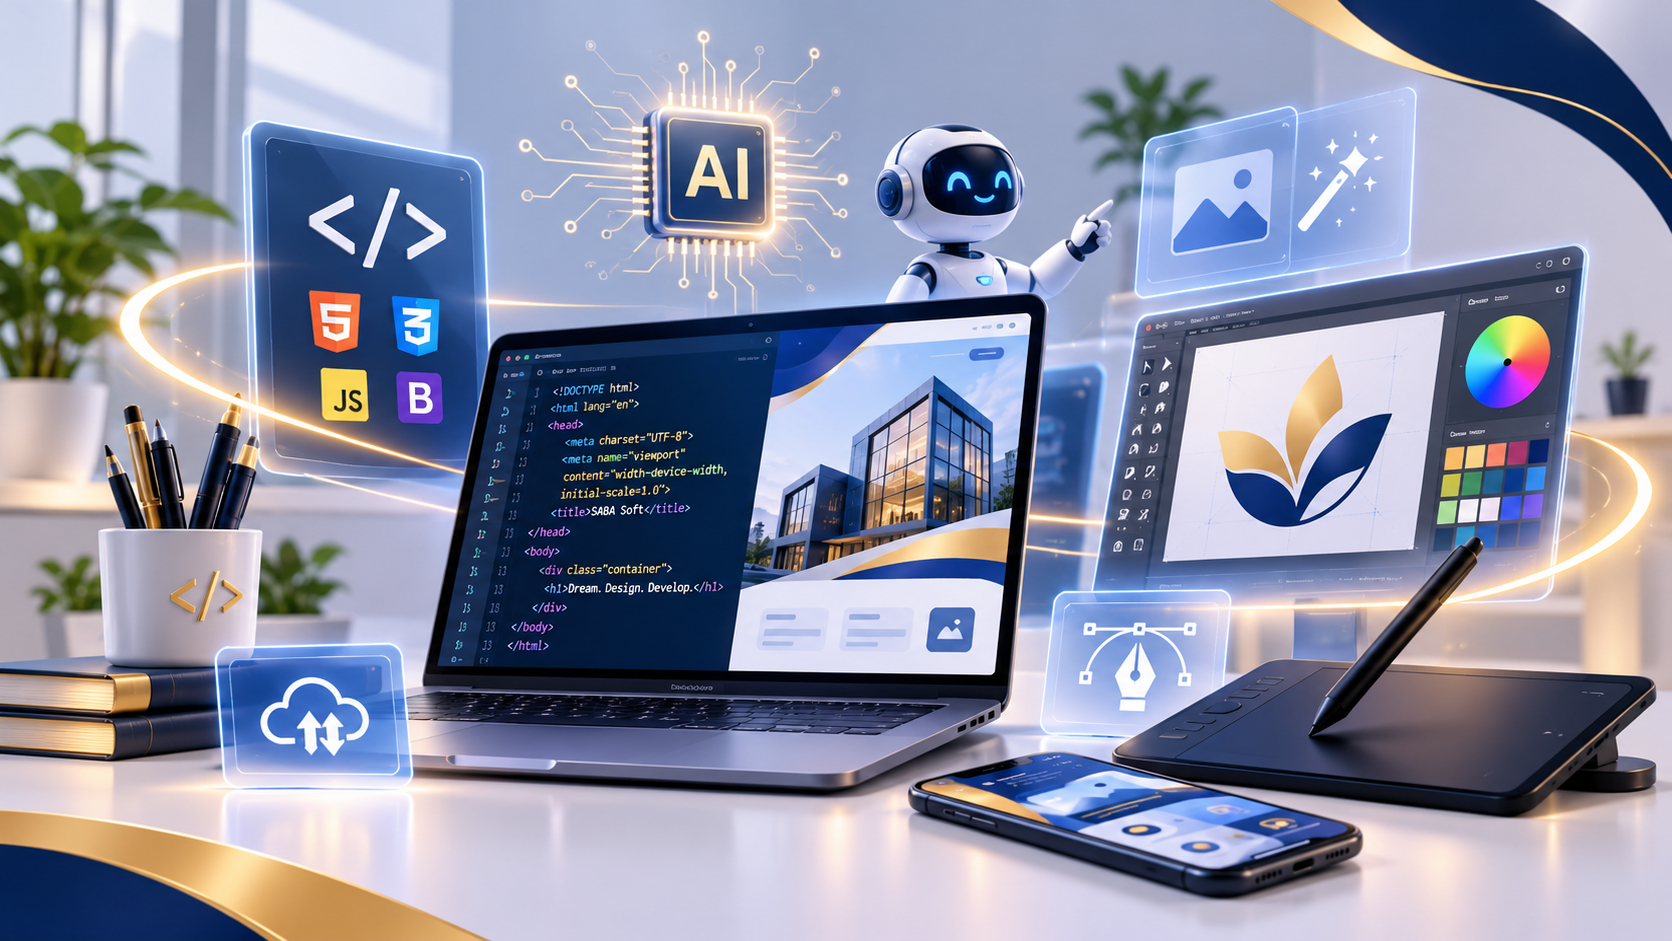 AI
</>
5
3
JS
B
<!DOCTYPE html>
<html lang="en">
<head>
<meta charset="UTF-8">
<meta name="viewport"
content="width-device-width,
initial-scale=1.0">
<title>SABA Soft</title>
</head>
<body>
<div class="container">
<h1>Dream. Design. Develop.</h1>
</div>
</body>
</html>
</>